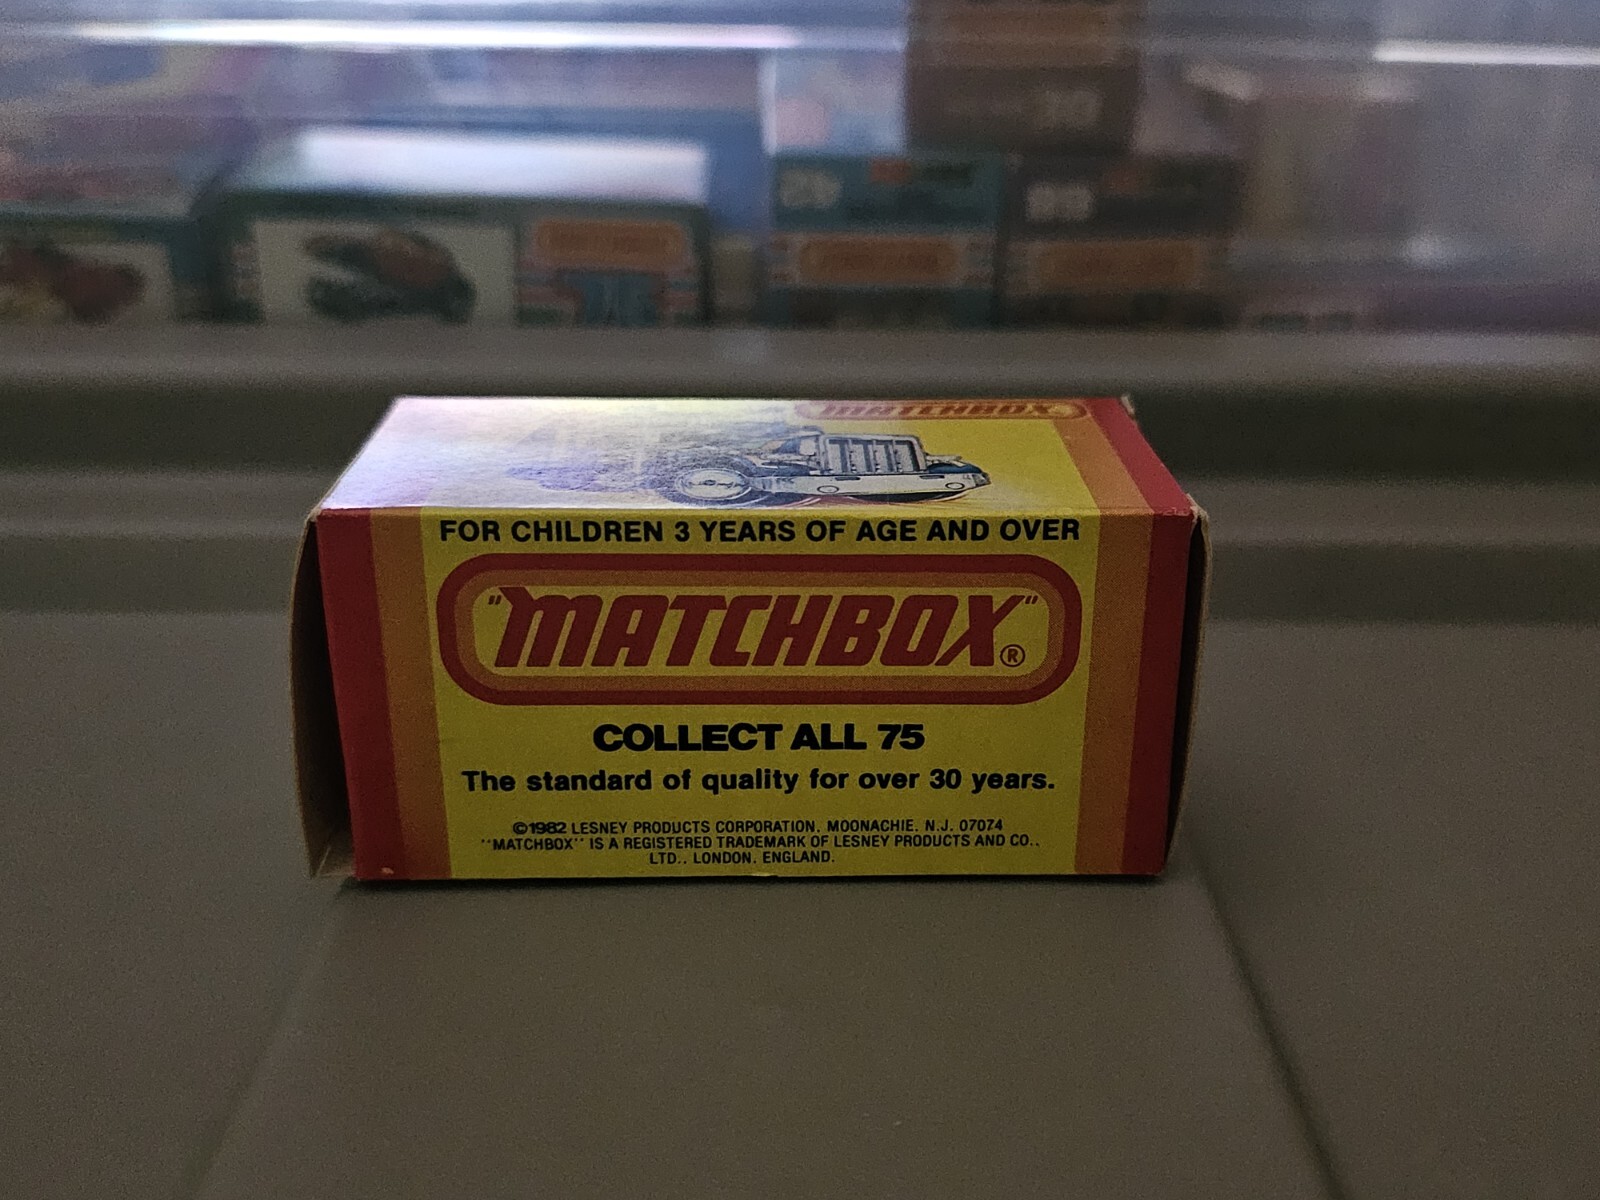 MATCHBOX
FOR CHILDREN 3 YEARS OF AGE AND OVER
"MATCHBOX"®
COLLECT ALL 75
The standard of quality for over 30 years.
©1982 LESNEY PRODUCTS CORPORATION, MOONACHIE, N.J. 07074
"MATCHBOX" IS A REGISTERED TRADEMARK OF LESNEY PRODUCTS AND CO.,
LTD., LONDON, ENGLAND.